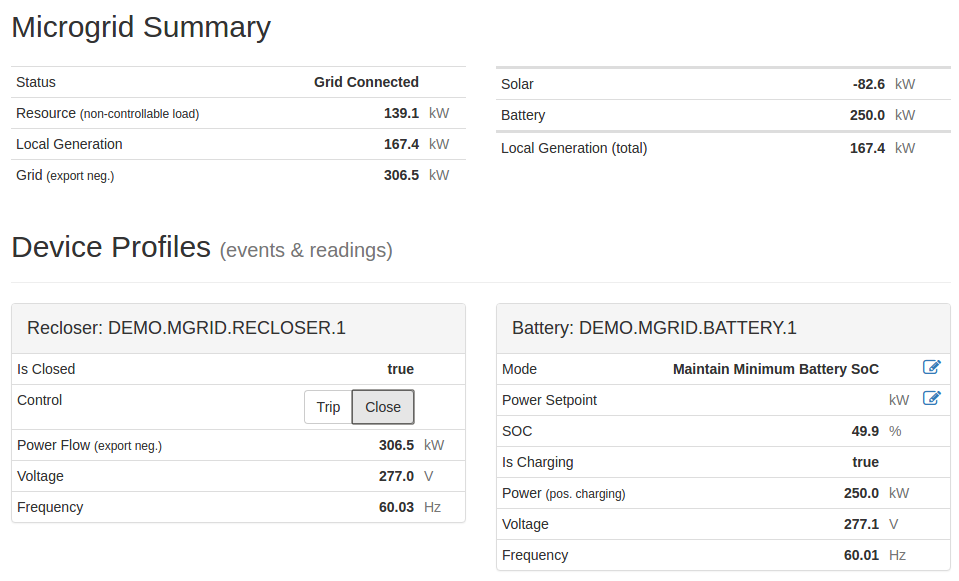 Microgrid Summary
Status Grid Connected
Resource (non-controllable load) 139.1 kW
Local Generation 167.4 kW
Grid (export neg.) 306.5 kW
Solar -82.6 kW
Battery 250.0 kW
Local Generation (total) 167.4 kW
Device Profiles (events & readings)
Recloser: DEMO.MGRID.RECLOSER.1
Is Closed true
Control Trip Close
Power Flow (export neg.) 306.5 kW
Voltage 277.0 V
Frequency 60.03 Hz
Battery: DEMO.MGRID.BATTERY.1
Mode Maintain Minimum Battery SoC
Power Setpoint kW
SOC 49.9 %
Is Charging true
Power (pos. charging) 250.0 kW
Voltage 277.1 V
Frequency 60.01 Hz